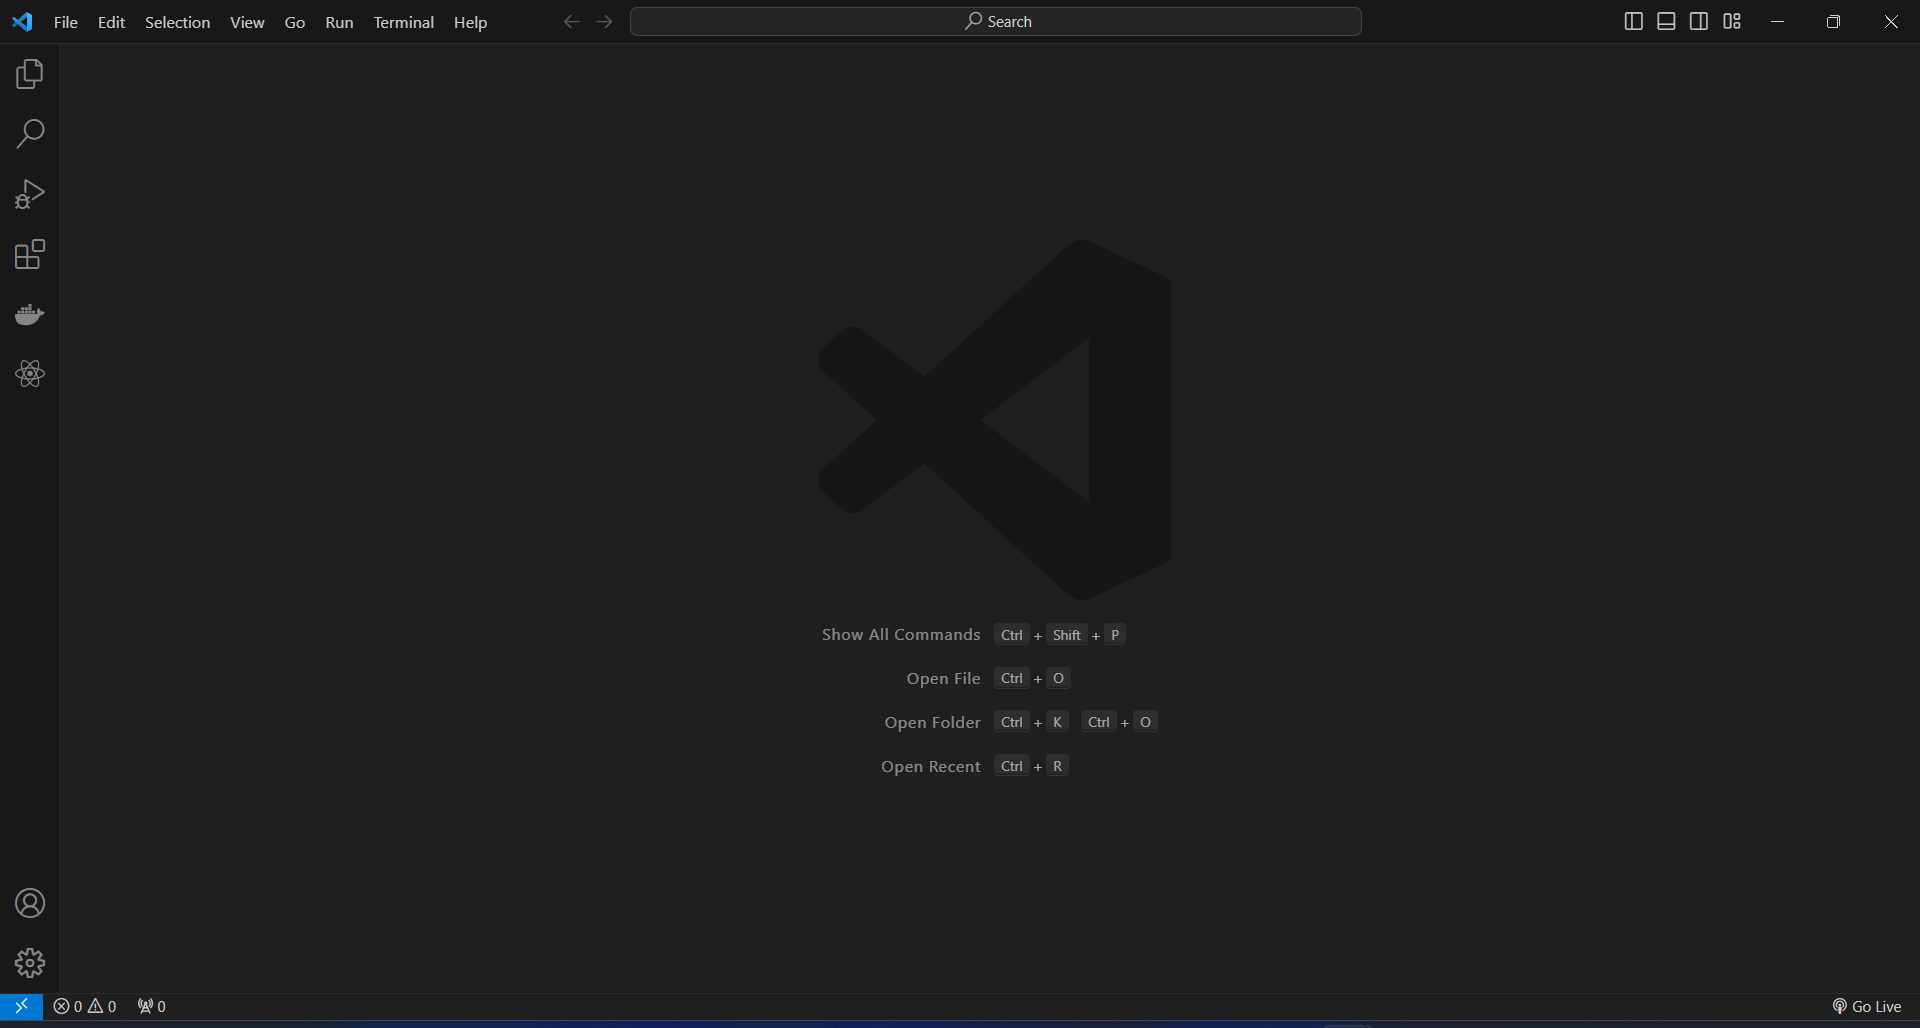 File Edit Selection View Go Run Terminal Help Search
Show All Commands Ctrl + Shift + P
Open File Ctrl + O
Open Folder Ctrl + K Ctrl + O
Open Recent Ctrl + R
0 0 0 Go Live